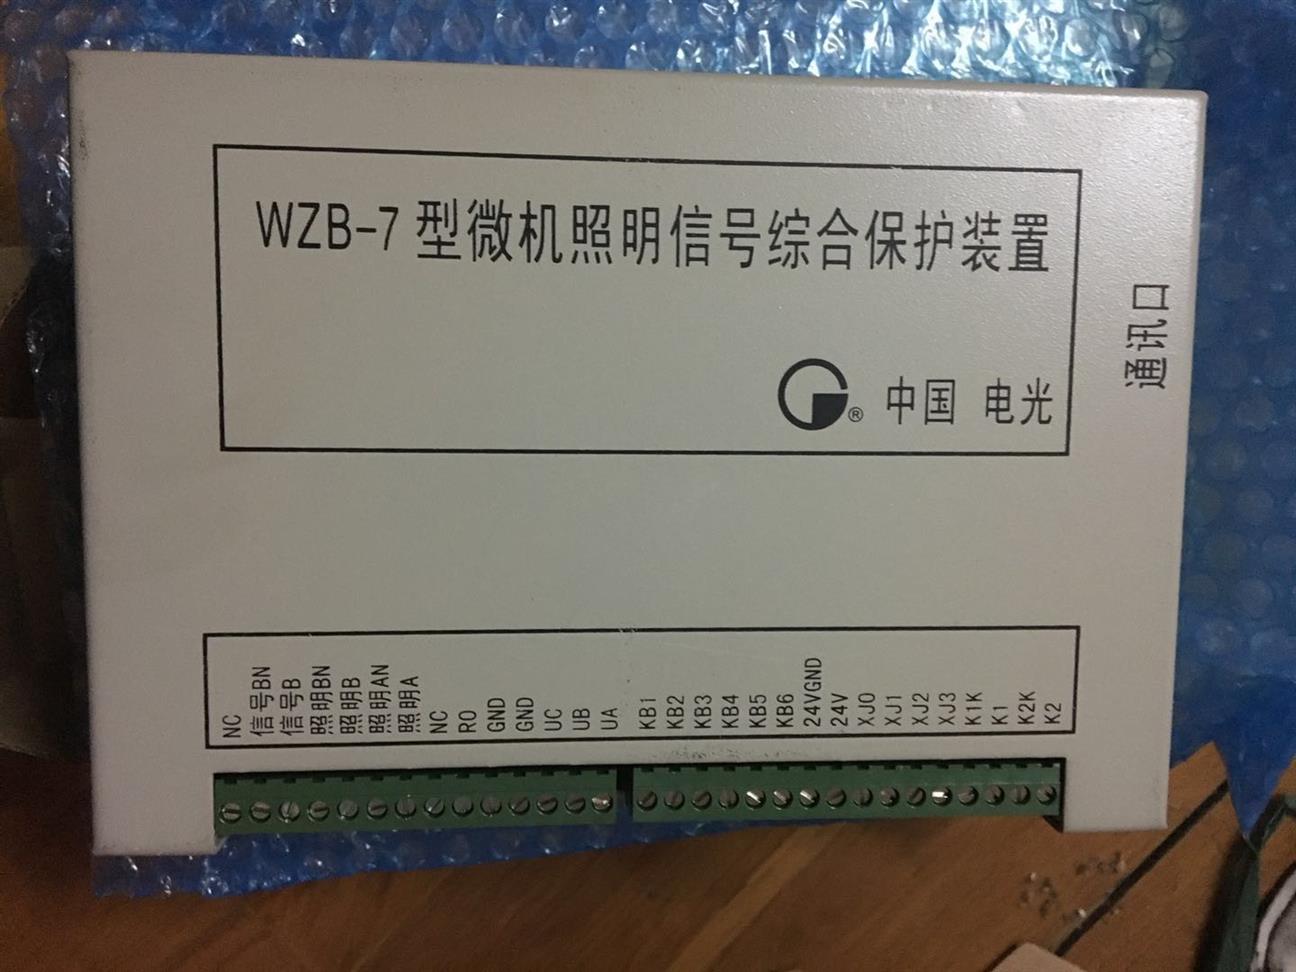 WZB-7型微机照明信号综合保护装置
® 中国 电光
通讯口
NC
信号BN
信号B
照明BN
照明B
照明AN
照明A
NC
RO
GND
GND
UC
UB
UA
KB1
KB2
KB3
KB4
KB5
KB6
24VGND
24V
XJ0
XJ1
XJ2
XJ3
K1K
K1
K2K
K2